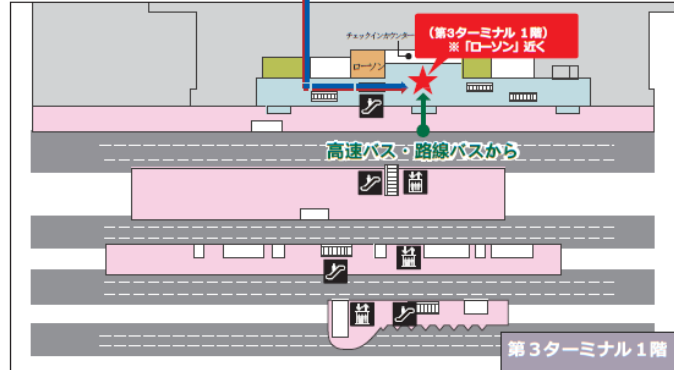 チェックインカウンター
(第3ターミナル 1階)
※「ローソン」近く
ローソン
高速バス・路線バスから
第3ターミナル1階